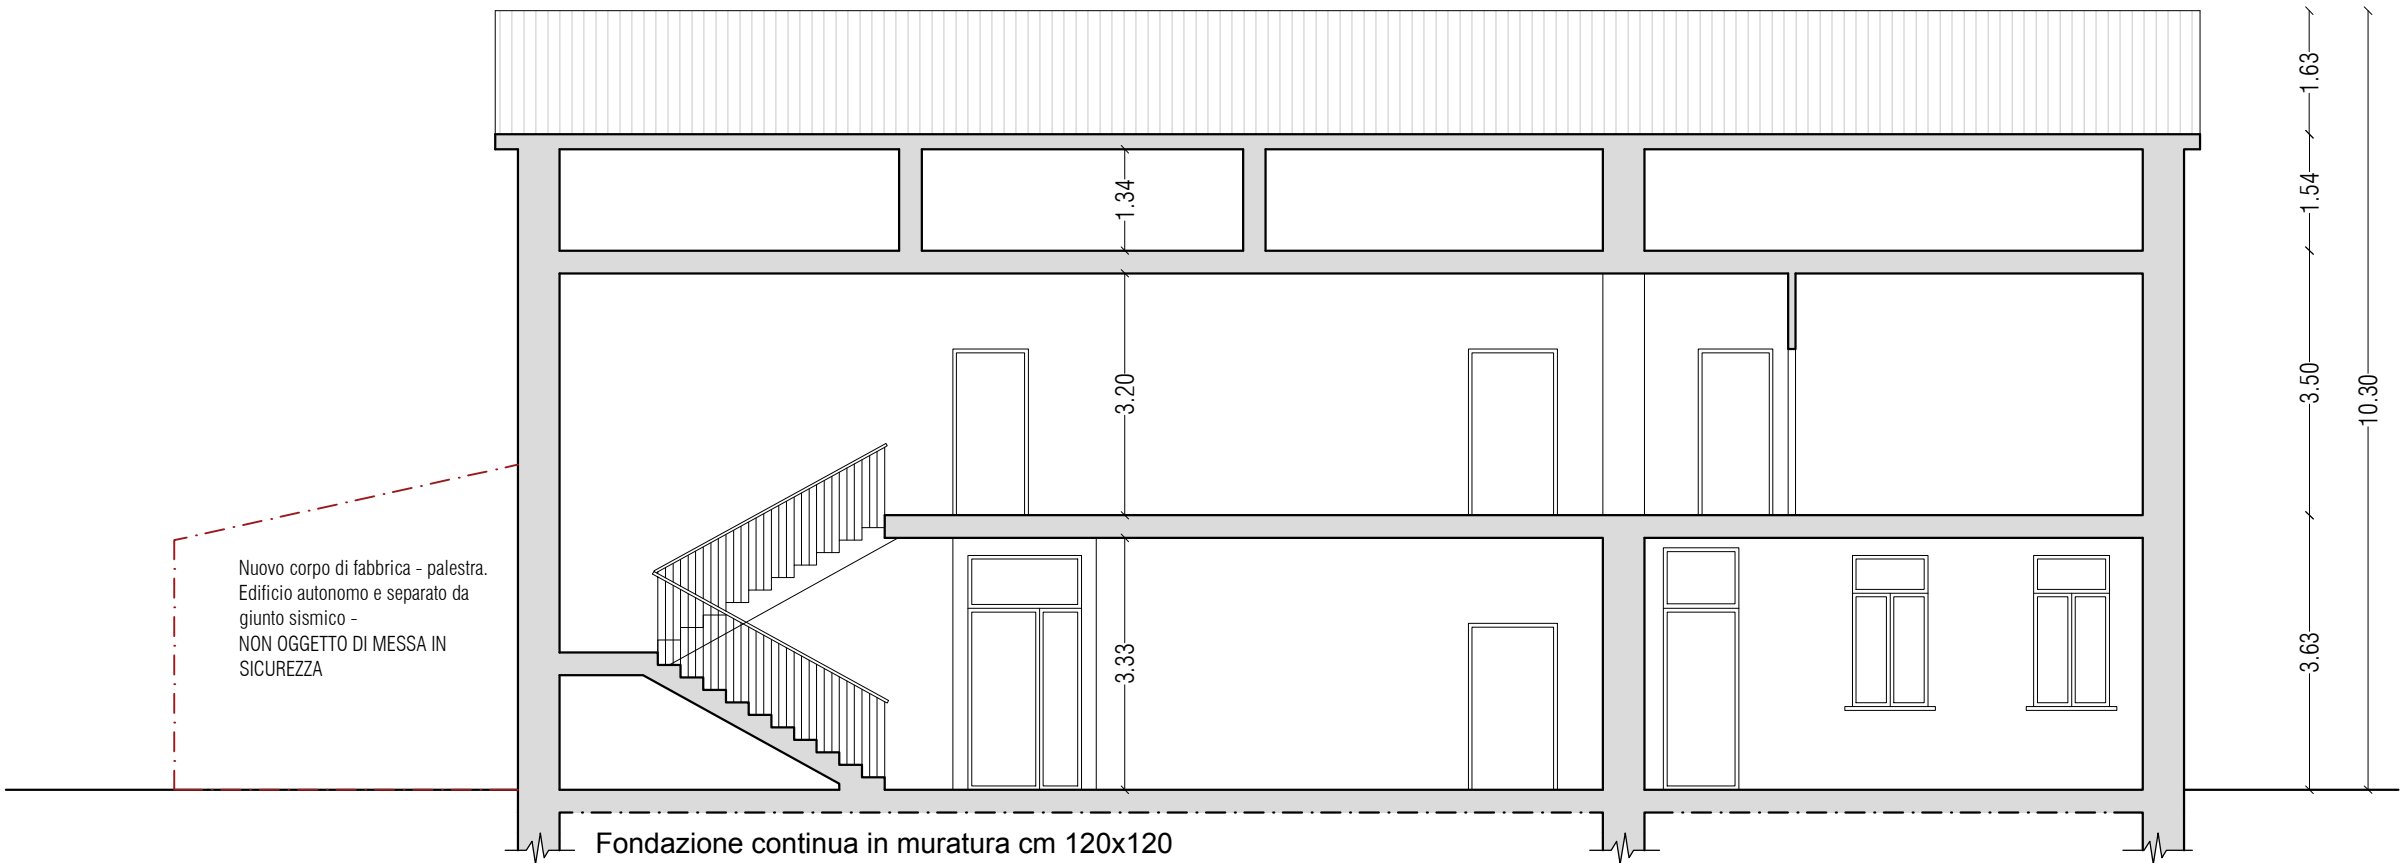 1.63
1.34
1.54
3.20
3.50
10.30
Nuovo corpo di fabbrica - palestra.
Edificio autonomo e separato da
giunto sismico -
NON OGGETTO DI MESSA IN
SICUREZZA
3.33
3.63
Fondazione continua in muratura cm 120x120